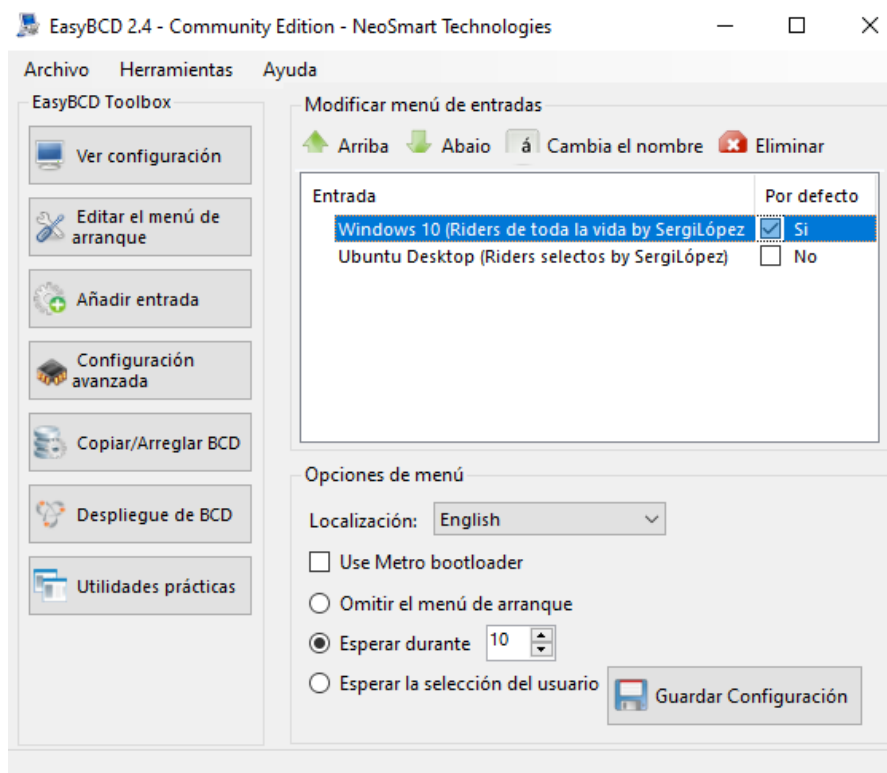 EasyBCD 2.4 - Community Edition - NeoSmart Technologies
Archivo Herramientas Ayuda
EasyBCD Toolbox
Ver configuración
Editar el menú de
arranque
Añadir entrada
Configuración
avanzada
Copiar/Arreglar BCD
Despliegue de BCD
Utilidades prácticas
Modificar menú de entradas
Arriba Abaio á Cambia el nombre Eliminar
Entrada Por defecto
Windows 10 (Riders de toda la vida by SergiLópez Si
Ubuntu Desktop (Riders selectos by SergiLópez) No
Opciones de menú
Localización: English
Use Metro bootloader
Omitir el menú de arranque
Esperar durante 10
Esperar la selección del usuario
Guardar Configuración